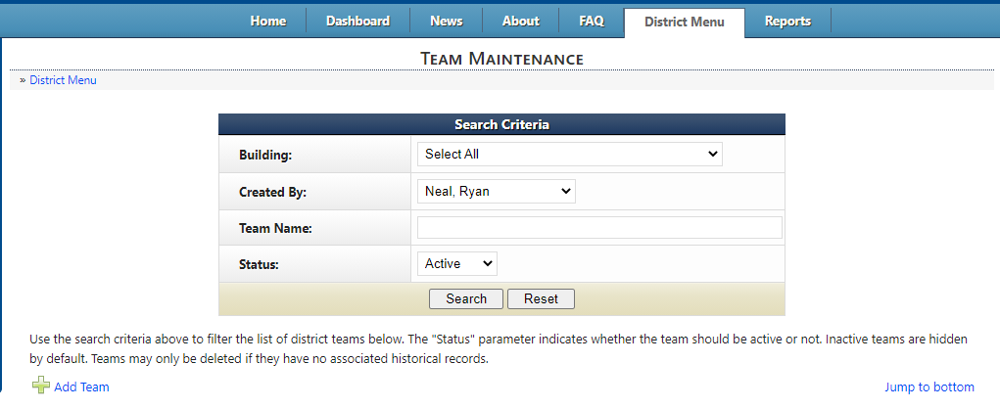 Home Dashboard News About FAQ District Menu Reports
TEAM MAINTENANCE
» District Menu
Search Criteria
Building: Select All
Created By: Neal, Ryan
Team Name:
Status: Active
Search Reset
Use the search criteria above to filter the list of district teams below. The "Status" parameter indicates whether the team should be active or not. Inactive teams are hidden
by default. Teams may only be deleted if they have no associated historical records.
Add Team Jump to bottom